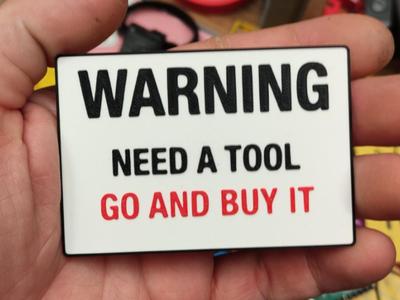 WARNING
NEED A TOOL
GO AND BUY IT